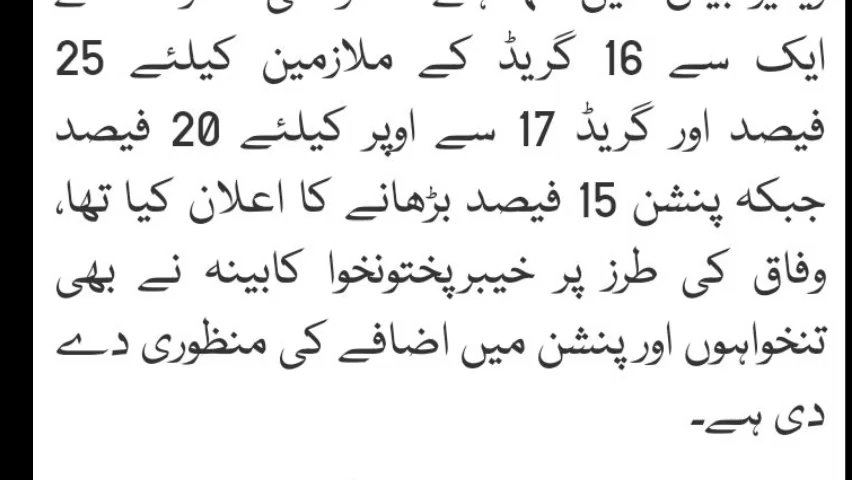 ایک سے 16 گریڈ کے ملازمین کیلئے 25
فیصد اور گریڈ 17 سے اوپر کیلئے 20 فیصد
جبکہ پنشن 15 فیصد بڑھانے کا اعلان کیا تھا،
وفاق کی طرز پر خیبرپختونخوا کابینہ نے بھی
تنخواہوں اور پنشن میں اضافے کی منظوری دے
دی ہے۔